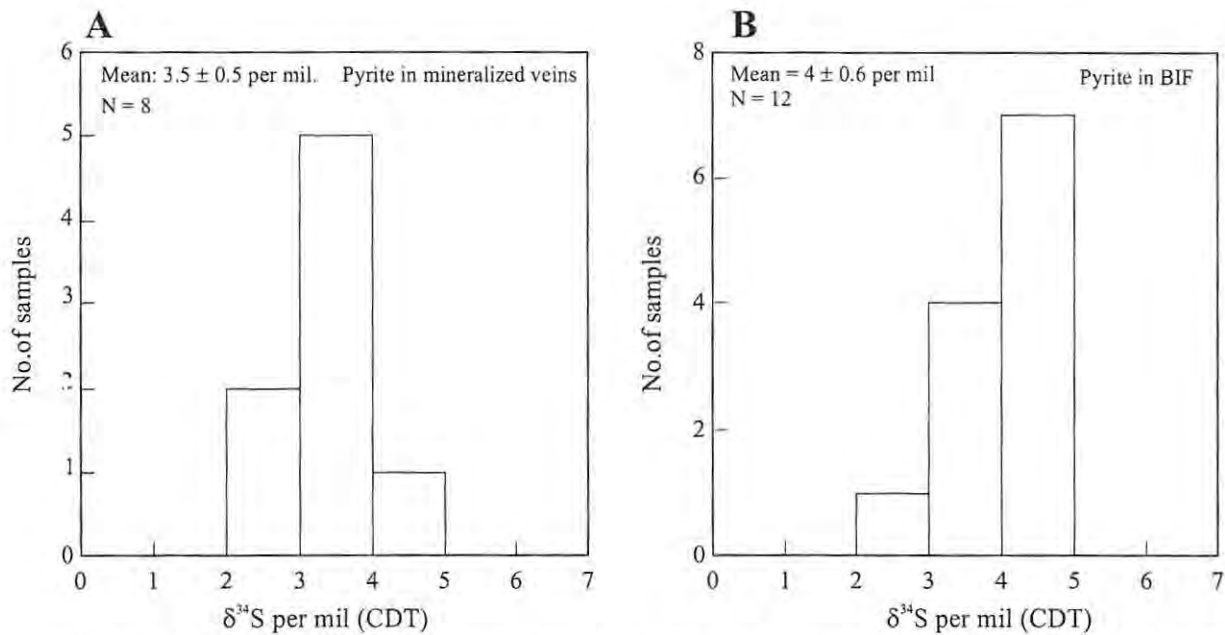 A
Mean: 3.5 ± 0.5 per mil. Pyrite in mineralized veins
N = 8
6
5
4
3
2
1
0
No.of samples
0 1 2 3 4 5 6 7
δ³⁴S per mil (CDT)
B
Mean = 4 ± 0.6 per mil Pyrite in BIF
N = 12
8
6
4
2
0
No.of samples
0 1 2 3 4 5 6 7
δ³⁴S per mil (CDT)